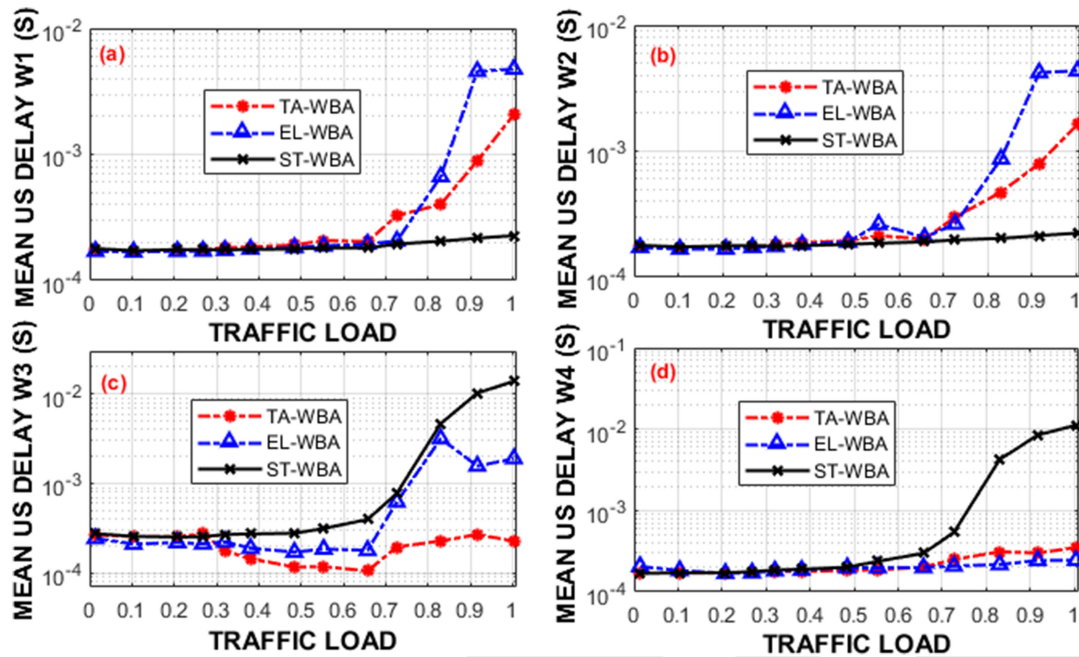 MEAN US DELAY W1 (S)
10^-2
10^-3
10^-4
(a)
TA-WBA
EL-WBA
ST-WBA
0 0.1 0.2 0.3 0.4 0.5 0.6 0.7 0.8 0.9 1
TRAFFIC LOAD
MEAN US DELAY W2 (S)
10^-2
10^-3
10^-4
(b)
TA-WBA
EL-WBA
ST-WBA
0 0.1 0.2 0.3 0.4 0.5 0.6 0.7 0.8 0.9 1
TRAFFIC LOAD
MEAN US DELAY W3 (S)
10^-2
10^-3
10^-4
(c)
TA-WBA
EL-WBA
ST-WBA
0 0.1 0.2 0.3 0.4 0.5 0.6 0.7 0.8 0.9 1
TRAFFIC LOAD
MEAN US DELAY W4 (S)
10^-1
10^-2
10^-3
10^-4
(d)
TA-WBA
EL-WBA
ST-WBA
0 0.1 0.2 0.3 0.4 0.5 0.6 0.7 0.8 0.9 1
TRAFFIC LOAD